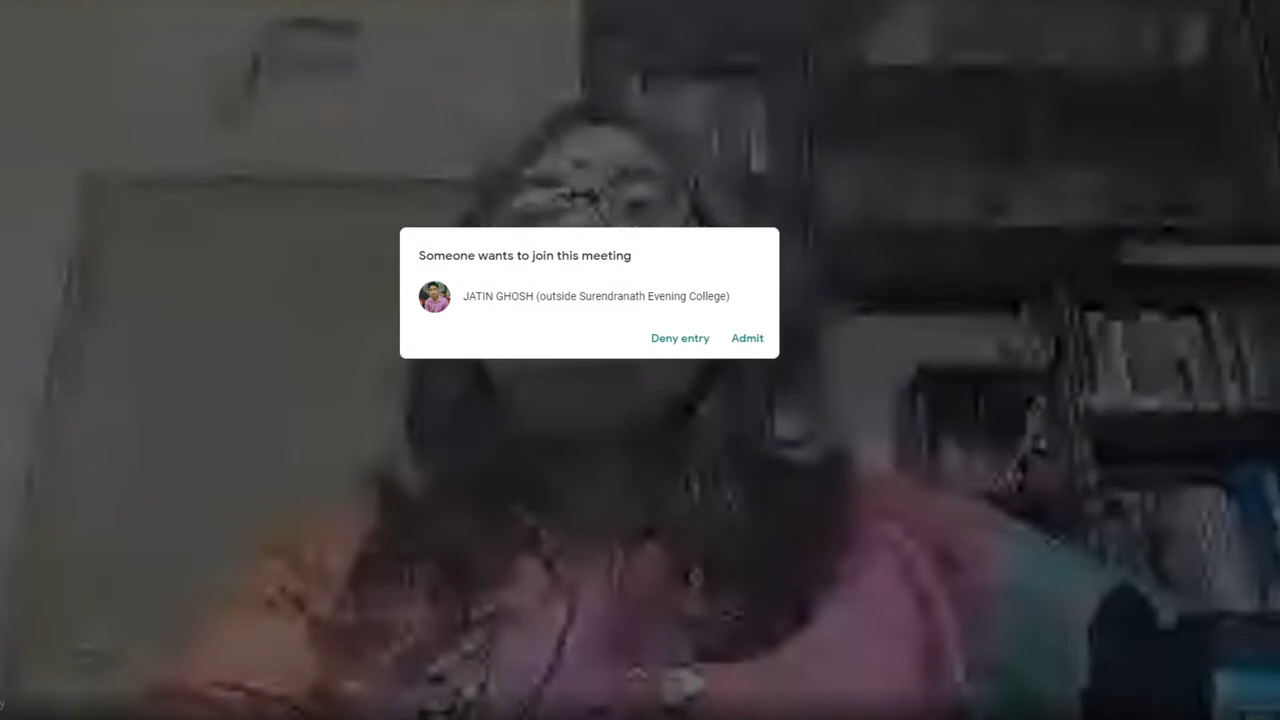 Someone wants to join this meeting
JATIN GHOSH (outside Surendranath Evening College)
Deny entry Admit